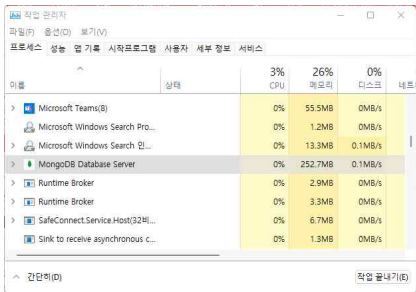 작업 관리자
파일(F) 옵션(O) 보기(V)
프로세스 성능 앱 기록 시작프로그램 사용자 세부 정보 서비스
3% 26% 0%
이름 상태 CPU 메모리 디스크 네트
Microsoft Teams(8) 0% 55.5MB 0MB/s
Microsoft Windows Search Pro... 0% 1.2MB 0MB/s
Microsoft Windows Search 인... 0% 13.3MB 0.1MB/s
MongoDB Database Server 0% 252.7MB 0.1MB/s
Runtime Broker 0% 2.9MB 0MB/s
Runtime Broker 0% 3.3MB 0MB/s
SafeConnect.Service.Host(32비... 0% 6.7MB 0MB/s
Sink to receive asynchronous c... 0% 1.3MB 0MB/s
간단히(D) 작업 끝내기(E)